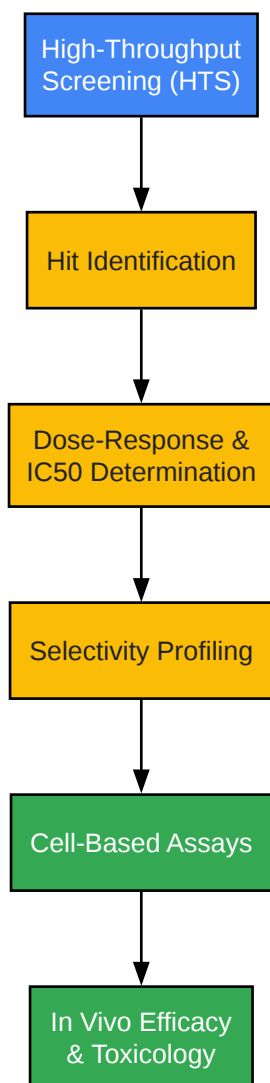 High-Throughput
Screening (HTS)
Hit Identification
Dose-Response &
IC50 Determination
Selectivity Profiling
Cell-Based Assays
In Vivo Efficacy
& Toxicology